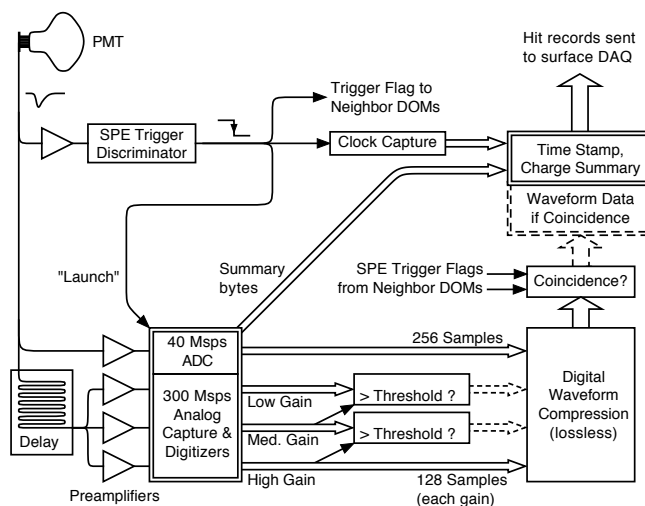 PMT
Hit records sent
to surface DAQ
Trigger Flag to
Neighbor DOMs
SPE Trigger
Discriminator
Clock Capture
Time Stamp,
Charge Summary
Waveform Data
if Coincidence
"Launch"
Summary
bytes
SPE Trigger Flags
from Neighbor DOMs
Coincidence?
40 Msps
ADC
256 Samples
300 Msps
Analog
Capture &
Digitizers
Low Gain
> Threshold ?
Digital
Waveform
Compression
(lossless)
Delay
Med. Gain
> Threshold ?
High Gain
128 Samples
(each gain)
Preamplifiers